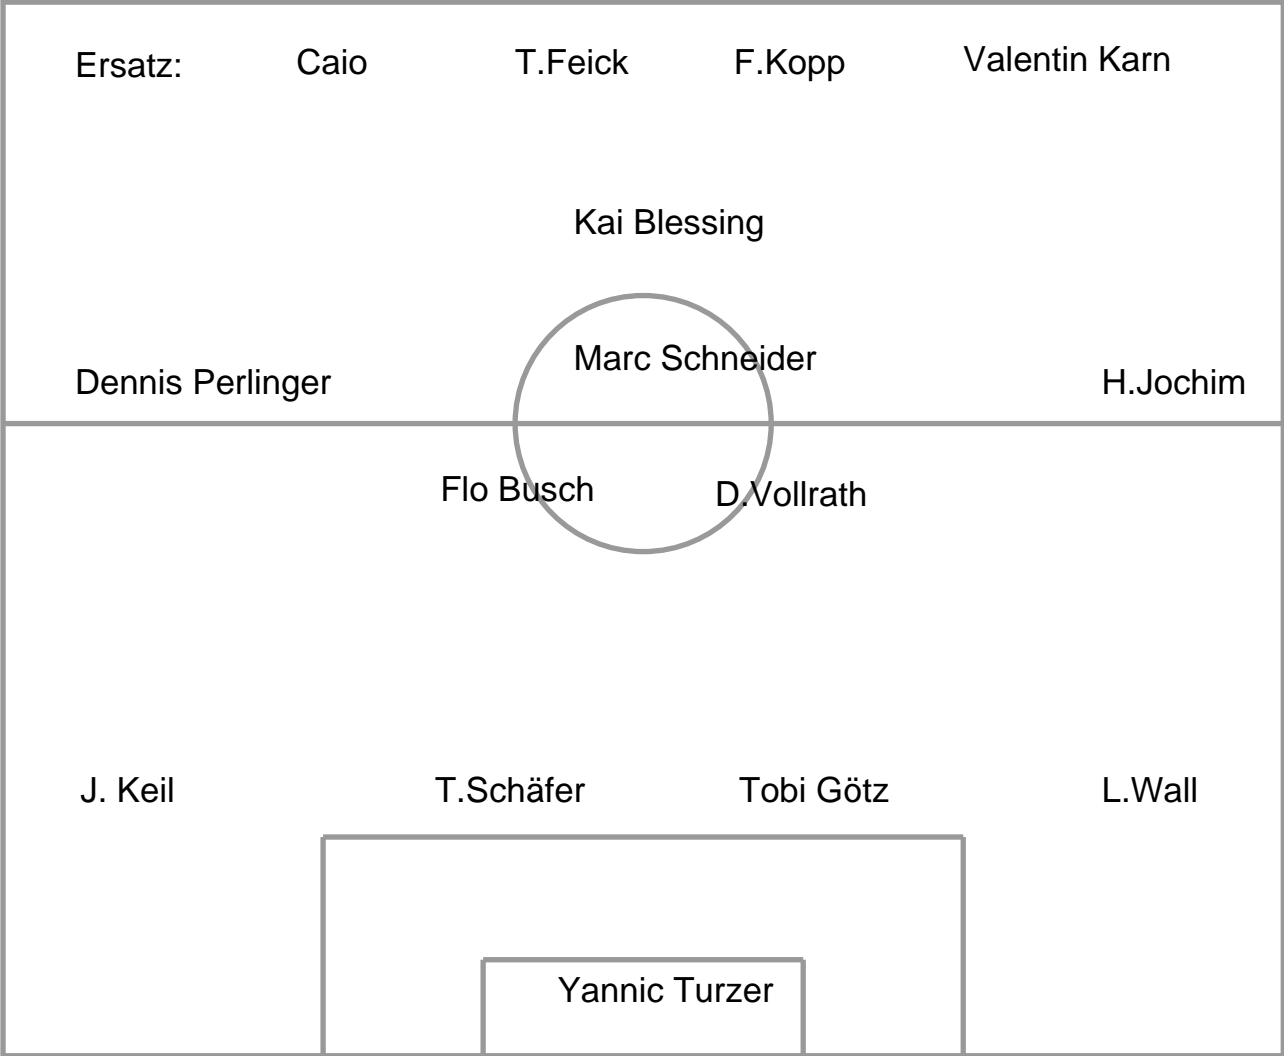 Ersatz: Caio T.Feick F.Kopp Valentin Karn
Kai Blessing
Marc Schneider
Dennis Perlinger H.Jochim
Flo Busch D.Vollrath
J. Keil T.Schäfer Tobi Götz L.Wall
Yannic Turzer